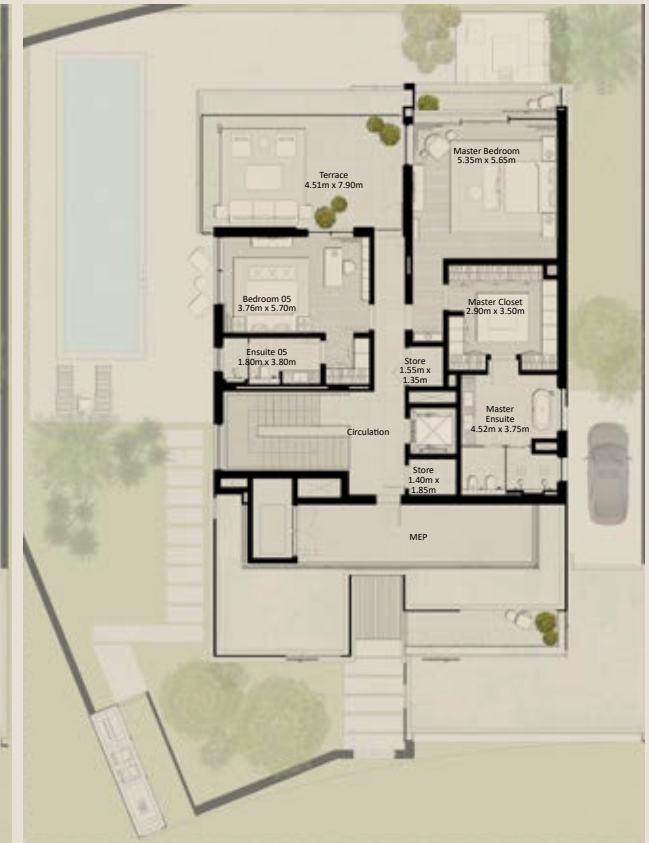 Master Bedroom
5.35m x 5.65m
Terrace
4.51m x 7.90m
Bedroom 05
3.76m x 5.70m
Master Closet
2.90m x 3.50m
Ensuite 05
1.80m x 3.80m
Store
1.55m x
1.35m
Master
Ensuite
4.52m x 3.75m
Circulation
Store
1.40m x
1.85m
MEP